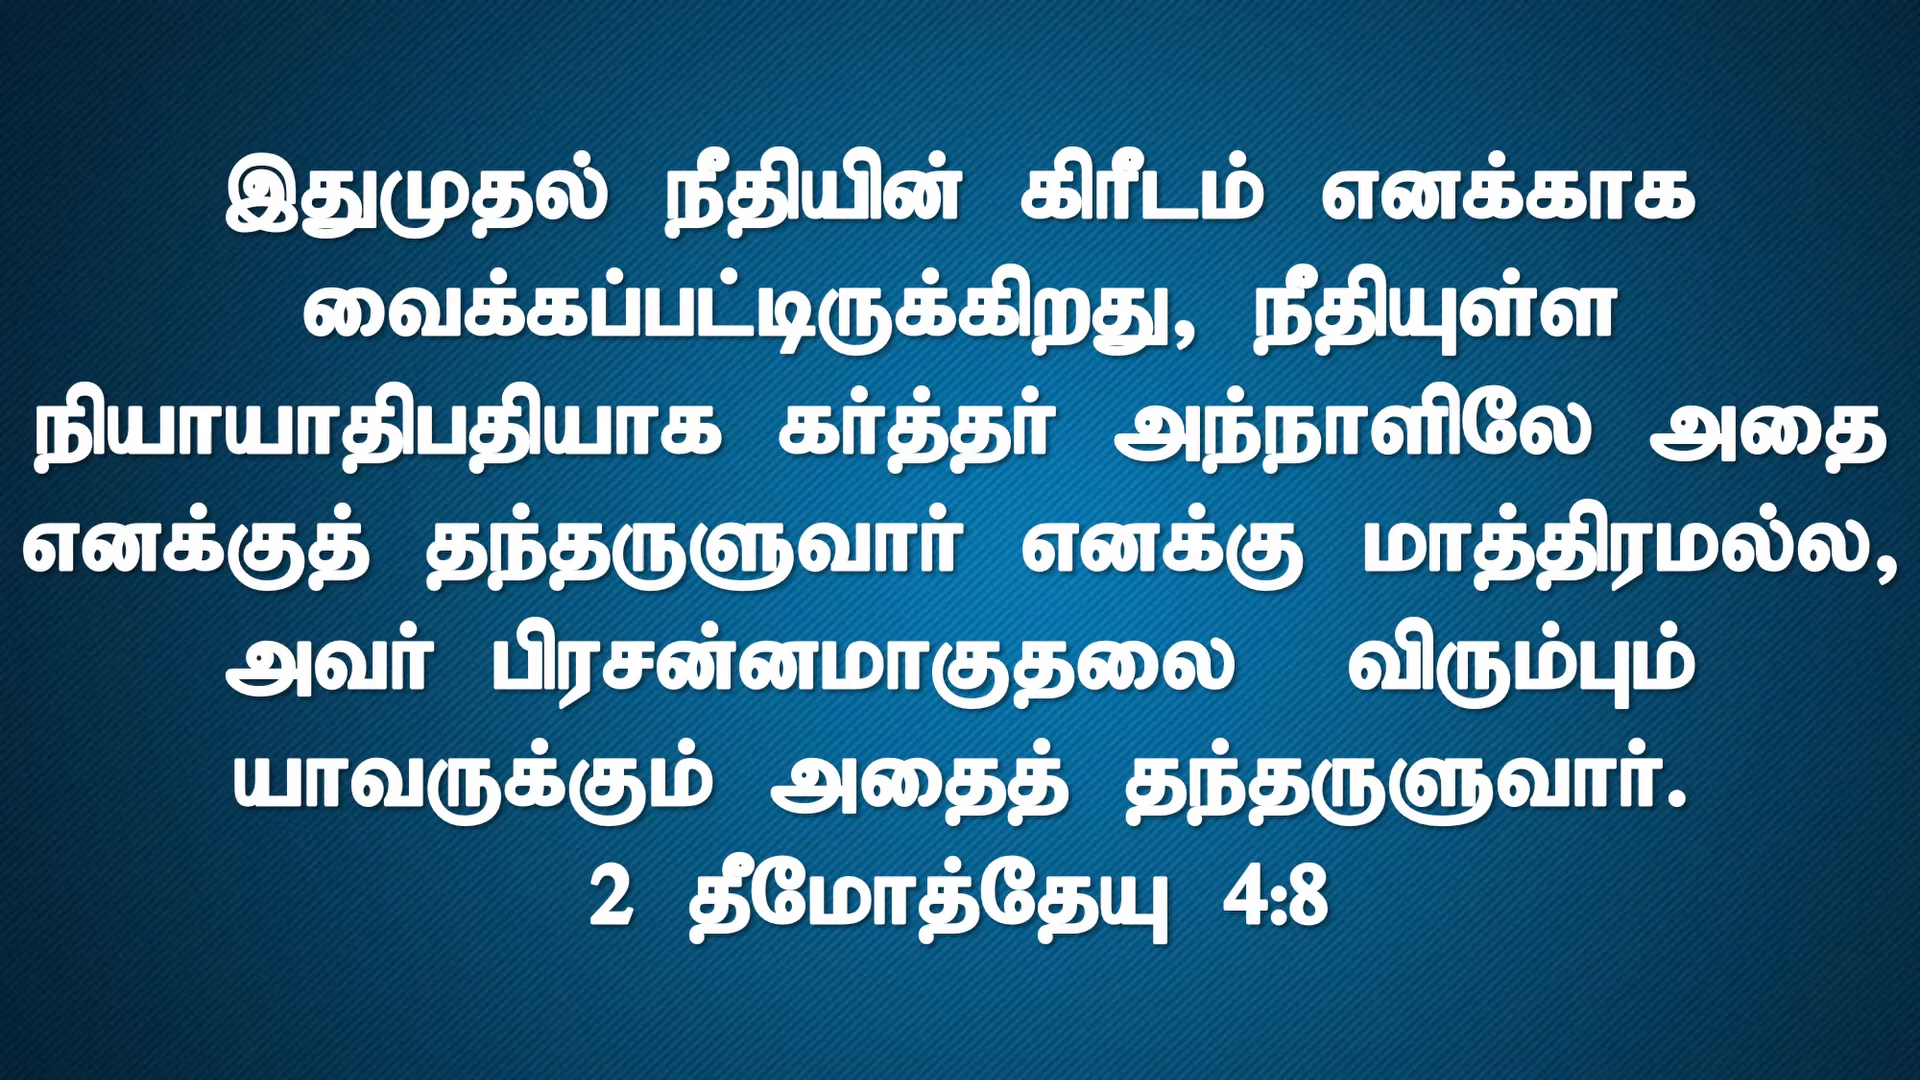 இதுமுதல் நீதியின் கிரீடம் எனக்காக
வைக்கப்பட்டிருக்கிறது, நீதியுள்ள
நியாயாதிபதியாக கர்த்தர் அந்நாளிலே அதை
எனக்குத் தந்தருளுவார் எனக்கு மாத்திரமல்ல,
அவர் பிரசன்னமாகுதலை விரும்பும்
யாவருக்கும் அதைத் தந்தருளுவார்.
2 தீமோத்தேயு 4:8